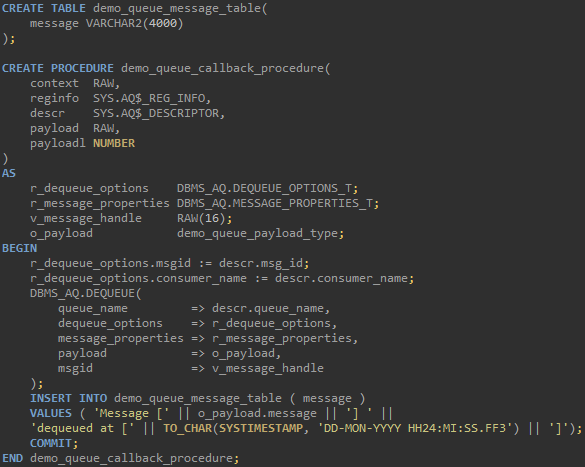 CREATE TABLE demo_queue_message_table(
    message VARCHAR2(4000)
);

CREATE PROCEDURE demo_queue_callback_procedure(
    context  RAW,
    reginfo  SYS.AQ$_REG_INFO,
    descr    SYS.AQ$_DESCRIPTOR,
    payload  RAW,
    payloadl NUMBER
)
AS
    r_dequeue_options    DBMS_AQ.DEQUEUE_OPTIONS_T;
    r_message_properties DBMS_AQ.MESSAGE_PROPERTIES_T;
    v_message_handle     RAW(16);
    o_payload            demo_queue_payload_type;
BEGIN
    r_dequeue_options.msgid := descr.msg_id;
    r_dequeue_options.consumer_name := descr.consumer_name;
    DBMS_AQ.DEQUEUE(
        queue_name         => descr.queue_name,
        dequeue_options    => r_dequeue_options,
        message_properties => r_message_properties,
        payload            => o_payload,
        msgid              => v_message_handle
    );
    INSERT INTO demo_queue_message_table ( message )
    VALUES ( 'Message [' || o_payload.message || '] ' ||
    'dequeued at [' || TO_CHAR(SYSTIMESTAMP, 'DD-MON-YYYY HH24:MI:SS.FF3') || ']');
    COMMIT;
END demo_queue_callback_procedure;